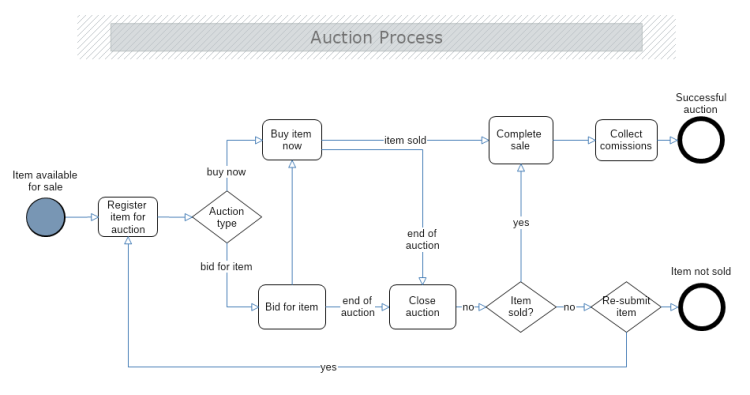 Auction Process
Successful
auction
Buy item
now
item sold
Complete
sale
Collect
comissions
Item available
for sale
buy now
Register
item for
auction
Auction
type
yes
end of
auction
bid for item
Item not sold
Bid for item
end of
auction
Close
auction
no
Item
sold?
no
Re-submit
item
yes